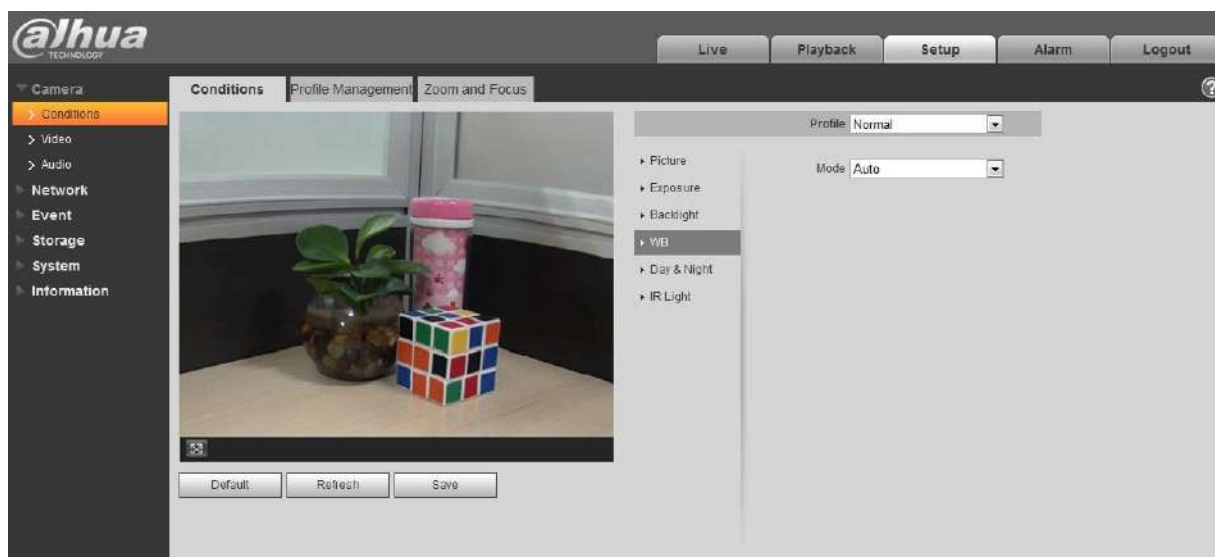 alhua
TECHNOLOGY
Live
Playback
Setup
Alarm
Logout
Camera
Conditions
Video
Audio
Network
Event
Storage
System
Information
Conditions
Profile Management
Zoom and Focus
?
Profile Normal
Picture
Exposure
Backlight
WB
Day & Night
IR Light
Mode Auto
Default
Refresh
Save